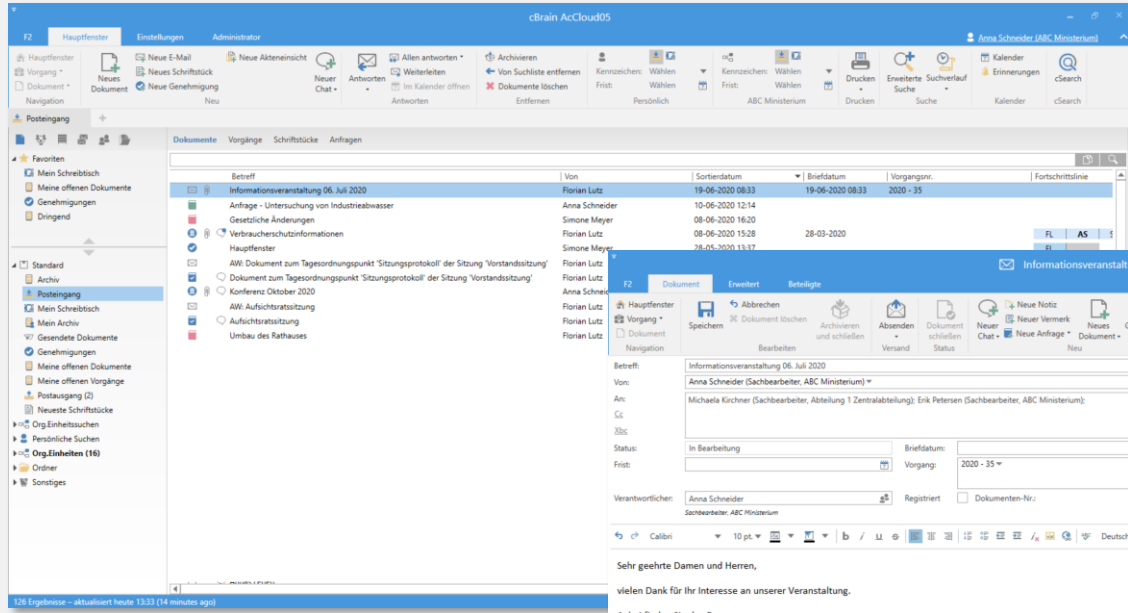 cBrain AcCloud05
F2 Hauptfenster Einstellungen Administrator
Anna Schneider (ABC Ministerium)
Hauptfenster
Vorgang
Dokument
Navigation
Neues Dokument
Neue E-Mail
Neues Schriftstück
Neue Genehmigung
Neue Akteneinsicht
Neuer Chat
Neu
Antworten
Allen antworten
Weiterleiten
Im Kalender öffnen
Antworten
Archivieren
Von Suchliste entfernen
Dokumente löschen
Entfernen
Kennzeichen: Wählen
Frist: Wählen
Persönlich
Kennzeichen: Wählen
Frist: Wählen
ABC Ministerium
Drucken
Drucken
Erweiterte Suche
Suchverlauf
Suche
Kalender
Erinnerungen
Kalender
cSearch
cSearch
Posteingang +
Dokumente Vorgänge Schriftstücke Anfragen
Favoriten
Mein Schreibtisch
Meine offenen Dokumente
Genehmigungen
Dringend
Standard
Archiv
Posteingang
Mein Schreibtisch
Mein Archiv
Gesendete Dokumente
Genehmigungen
Meine offenen Dokumente
Meine offenen Vorgänge
Postausgang (2)
Neueste Schriftstücke
Org.Einheitssuchen
Persönliche Suchen
Org.Einheiten (16)
Ordner
Sonstiges
Betreff Von Sortierdatum Briefdatum Vorgangsnr. Fortschrittslinie
Informationsveranstaltung 06. Juli 2020 Florian Lutz 19-06-2020 08:33 19-06-2020 08:33 2020 - 35
Anfrage - Untersuchung von Industrieabwasser Anna Schneider 10-06-2020 12:14
Gesetzliche Änderungen Simone Meyer 08-06-2020 16:20
Verbraucherschutzinformationen Florian Lutz 08-06-2020 15:28 28-03-2020 FL AS S
Hauptfenster Simone Meyer 28-05-2020 13:37 FL
AW: Dokument zum Tagesordnungspunkt 'Sitzungsprotokoll' der Sitzung 'Vorstandssitzung' Florian Lutz
Dokument zum Tagesordnungspunkt 'Sitzungsprotokoll' der Sitzung 'Vorstandssitzung' Florian Lutz
Konferenz Oktober 2020 Anna Schneid
AW: Aufsichtsratssitzung Florian Lutz
Aufsichtsratssitzung Florian Lutz
Umbau des Rathauses Florian Lutz
126 Ergebnisse – aktualisiert heute 13:33 (14 minutes ago)
Informationsveranstalt
F2 Dokument Erweitert Beteiligte
Hauptfenster
Vorgang
Dokument
Navigation
Speichern
Abbrechen
Dokument löschen
Archivieren und schließen
Bearbeiten
Absenden
Versand
Dokument schließen
Status
Neuer Chat
Neue Notiz
Neuer Vermerk
Neue Anfrage
Neues Dokument
Neu
Betreff: Informationsveranstaltung 06. Juli 2020
Von: Anna Schneider (Sachbearbeiter, ABC Ministerium)
An: Michaela Kirchner (Sachbearbeiter, Abteilung 1 Zentralabteilung); Erik Petersen (Sachbearbeiter, ABC Ministerium);
Cc
Xbc
Status: In Bearbeitung Briefdatum:
Frist: Vorgang: 2020 - 35
Verantwortlicher: Anna Schneider Registriert Dokumenten-Nr.:
Sachbearbeiter, ABC Ministerium
Calibri 10 pt. b / u Deutsch
Sehr geehrte Damen und Herren,
vielen Dank für Ihr Interesse an unserer Veranstaltung.